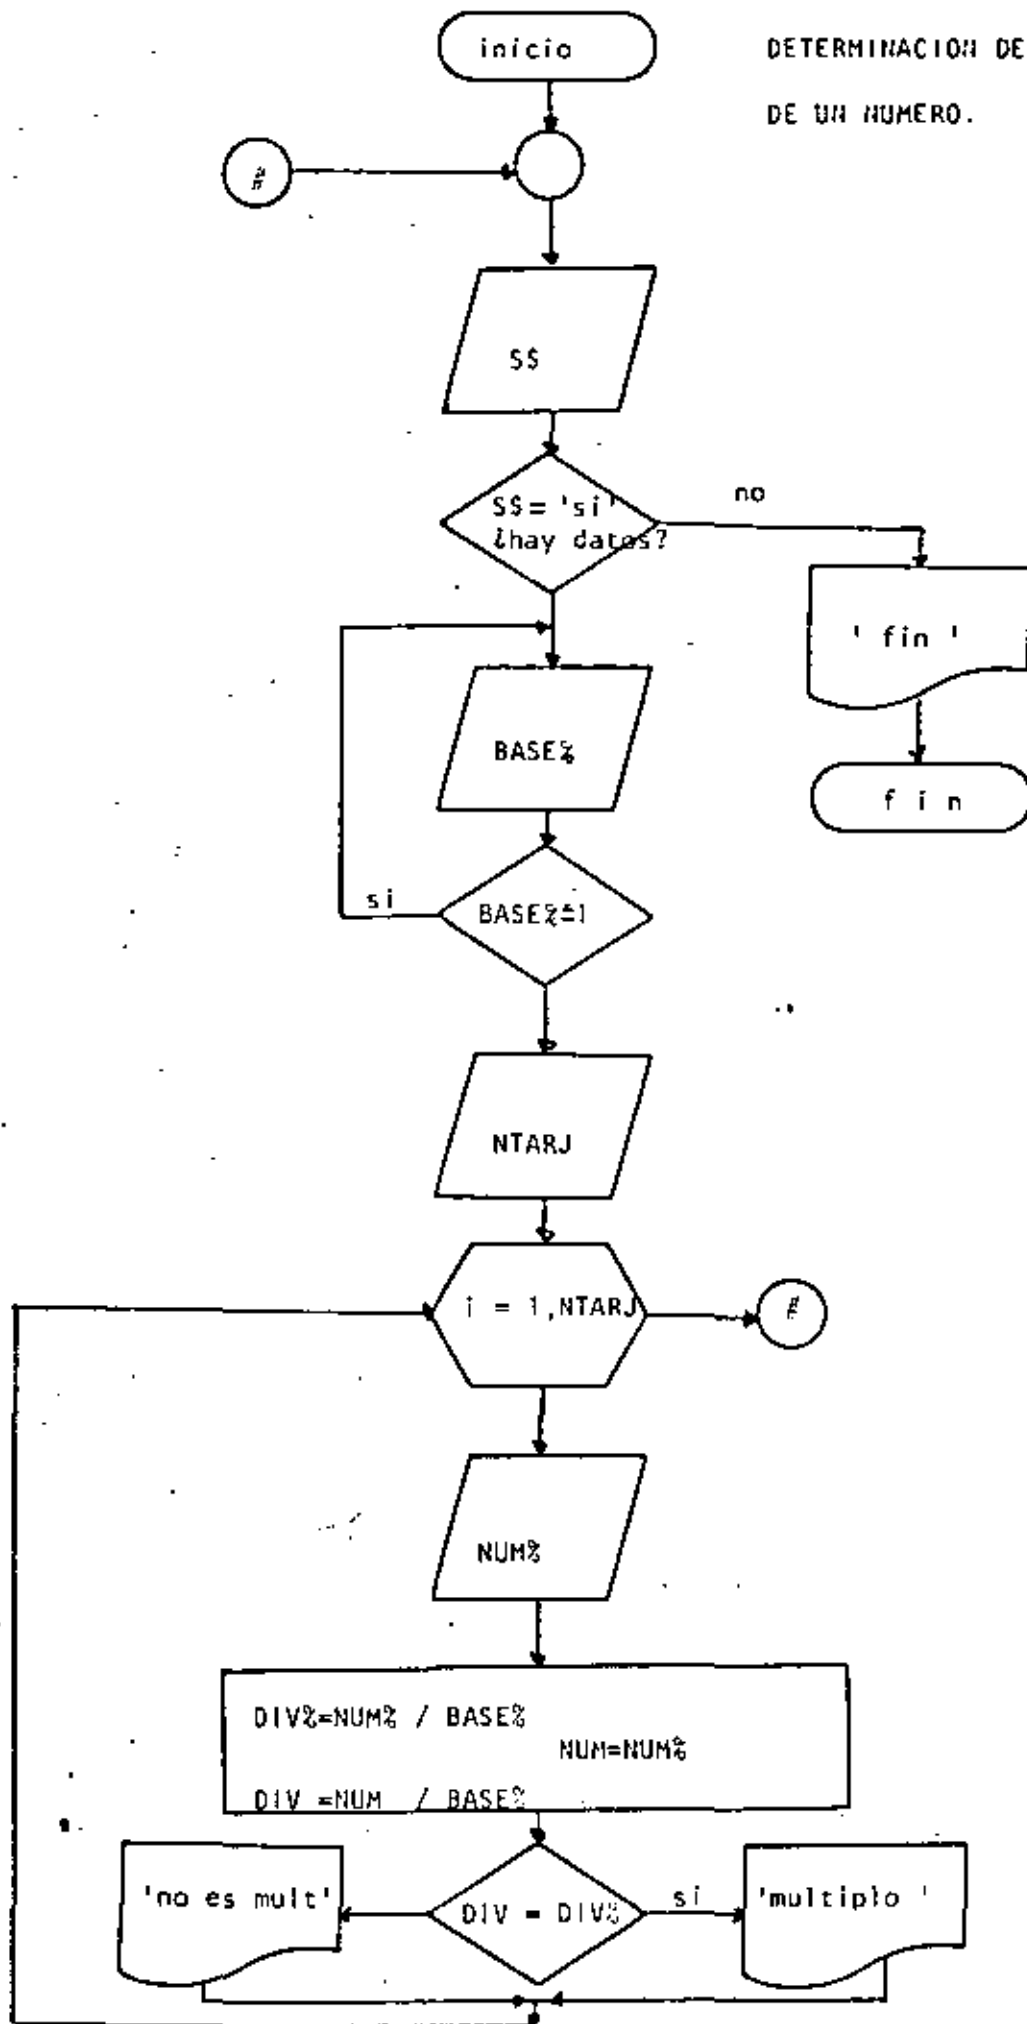 inicio
DETERMINACION DE
DE UN NUMERO.
#
S$
S$= 'si'
¿hay datos?
no
' fin '
f i n
BASE%
si
BASE%=1
NTARJ
i = 1,NTARJ
#
NUM%
DIV%=NUM% / BASE%
NUM=NUM%
DIV =NUM / BASE%
'no es mult'
DIV = DIV%
si
'multiplo '